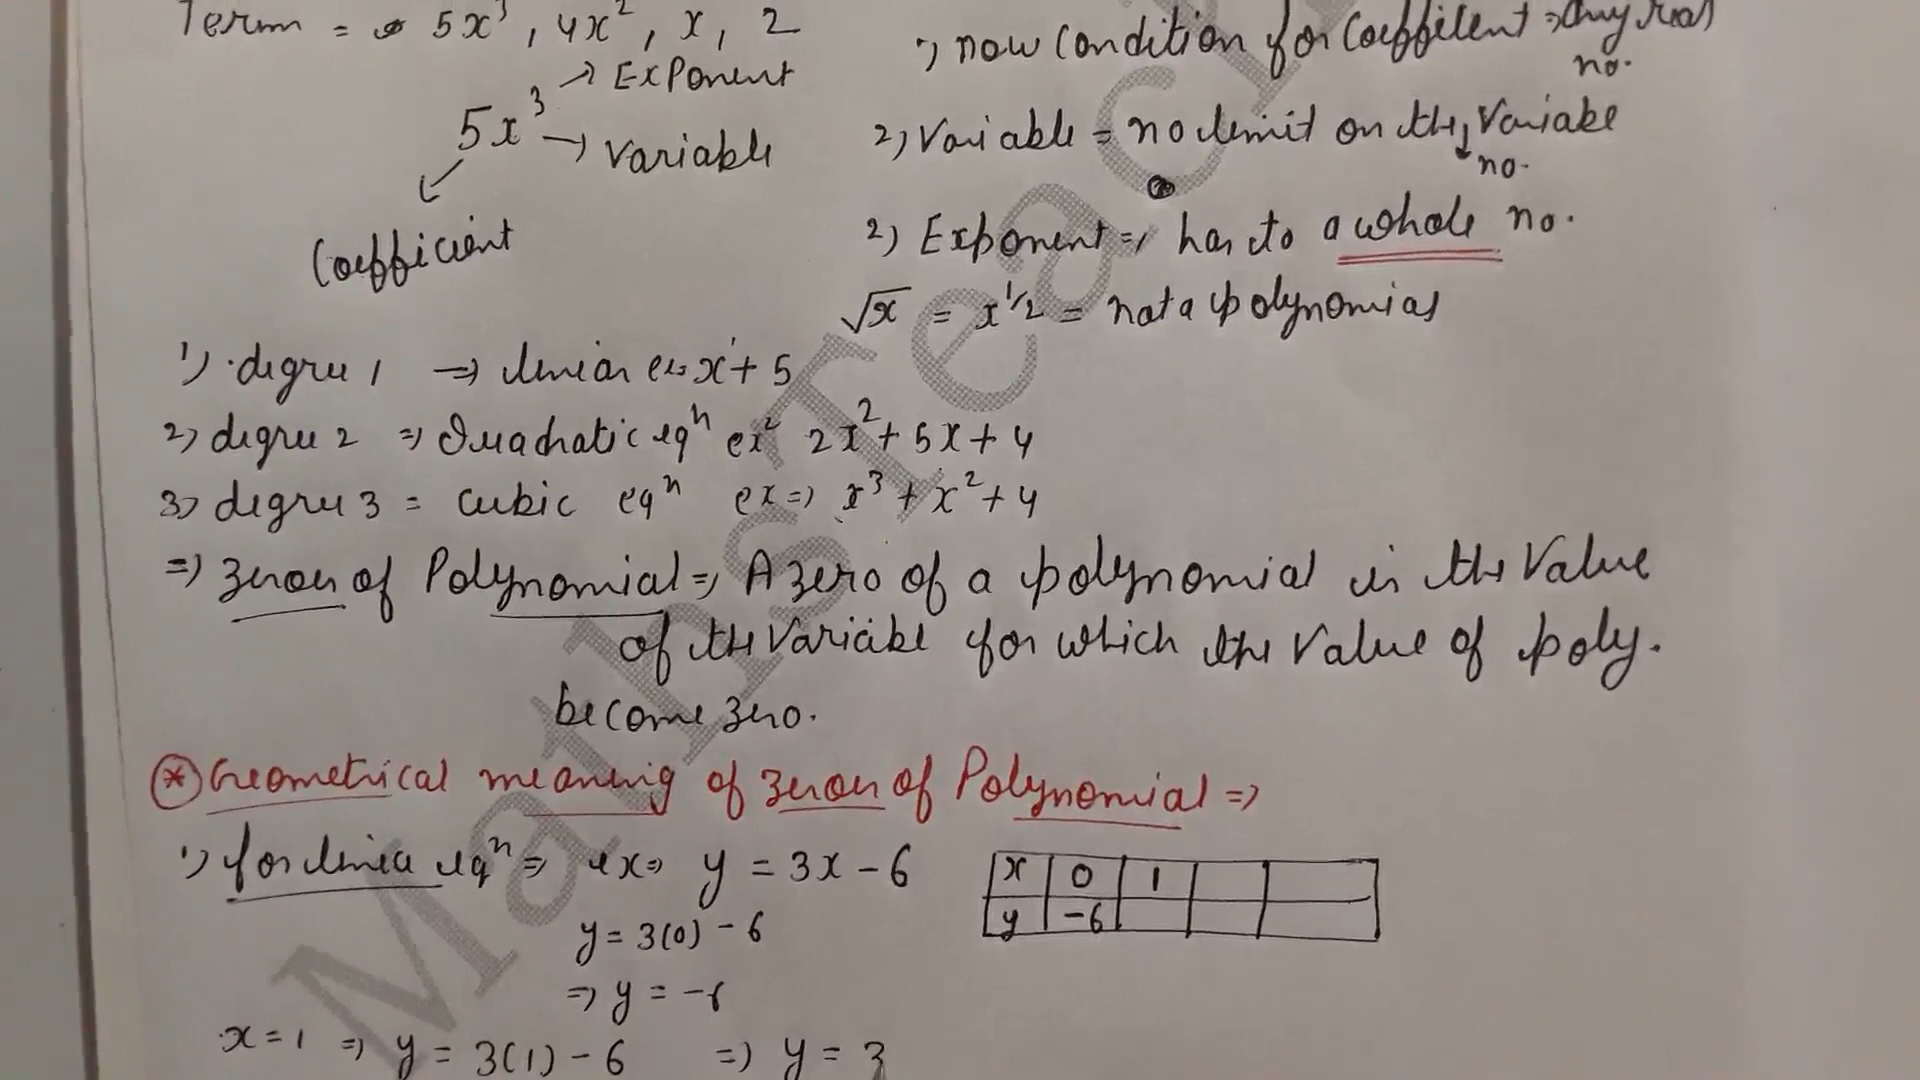 Term = 5x³, 4x², x, 2
→ Exponent
5x³ → variable
Coefficient
1) now condition for coefficient ⇒ Any real no.
2) Variable = no limit on the variable no.
2) Exponent ⇒ has to a whole no.
√x = x^1/2 = not a polynomial
1) degree 1 ⇒ linear ex x¹ + 5
2) degree 2 ⇒ Quadratic eqⁿ ex² 2x² + 5x + 4
3) degree 3 = cubic eqⁿ ex ⇒ x³ + x² + 4
⇒ zeroes of Polynomial ⇒ A zero of a polynomial is the value
of the variable for which the value of poly.
become zero.
* Geometrical meaning of zeroes of Polynomial ⇒
1) for linear eqⁿ ⇒ ex ⇒ y = 3x - 6
x 0 1
y -6
y = 3(0) - 6
⇒ y = -6
x = 1 ⇒ y = 3(1) - 6 ⇒ y = 3
Maths Teac